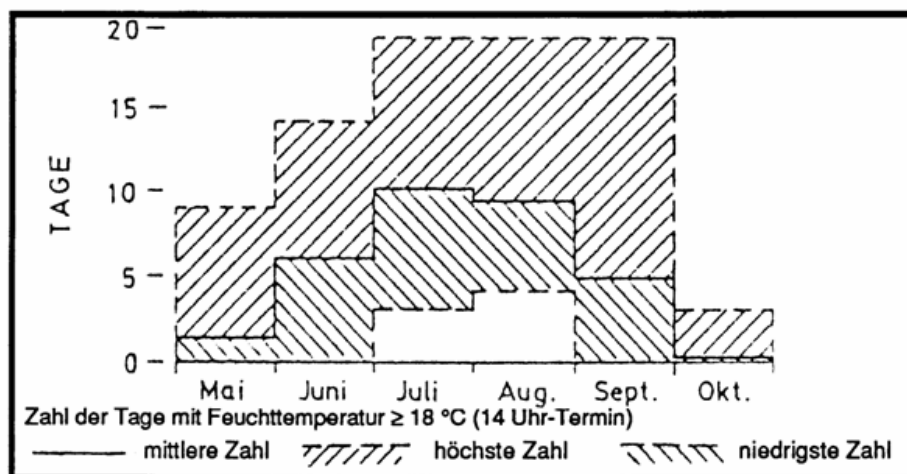 20
15
10
5
0
TAGE
Mai Juni Juli Aug. Sept. Okt.
Zahl der Tage mit Feuchttemperatur ≥ 18 °C (14 Uhr-Termin)
mittlere Zahl höchste Zahl niedrigste Zahl